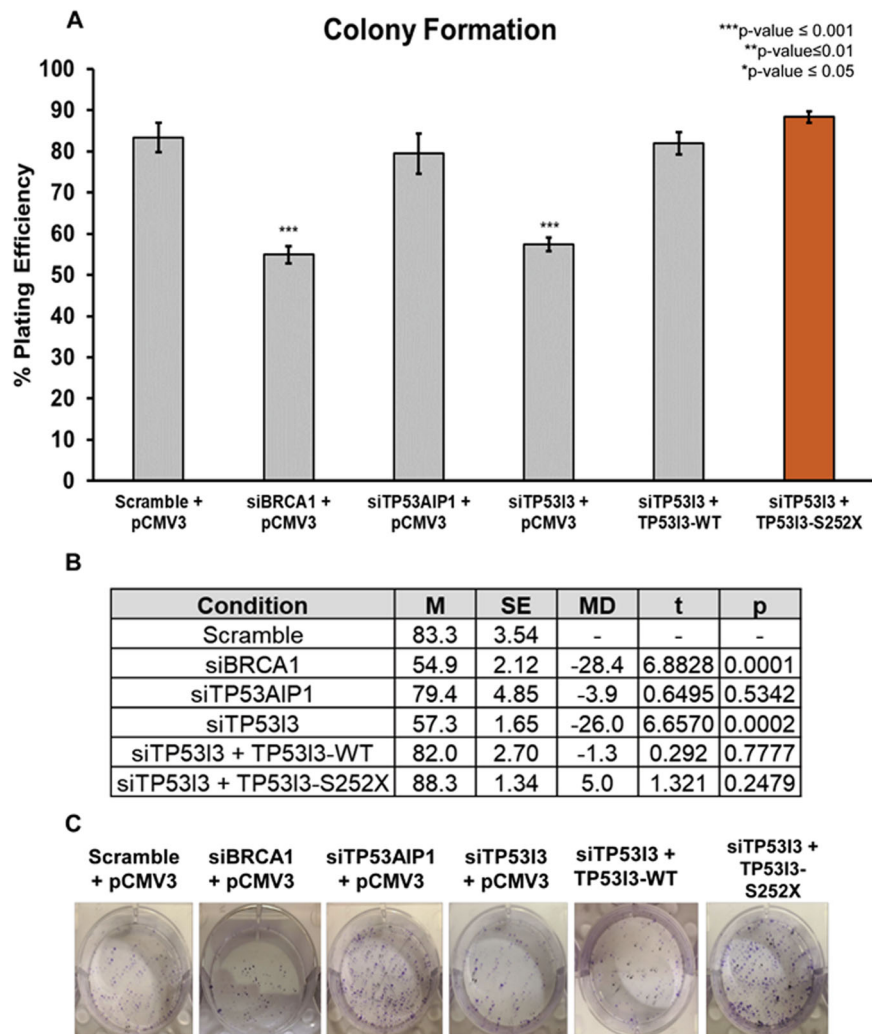 A
Colony Formation
***p-value ≤ 0.001
**p-value≤0.01
*p-value ≤ 0.05
% Plating Efficiency
100
90
80
70
60
50
40
30
20
10
0
***
***
Scramble + pCMV3
siBRCA1 + pCMV3
siTP53AIP1 + pCMV3
siTP53I3 + pCMV3
siTP53I3 + TP53I3-WT
siTP53I3 + TP53I3-S252X
B
Condition M SE MD t p
Scramble 83.3 3.54 - - -
siBRCA1 54.9 2.12 -28.4 6.8828 0.0001
siTP53AIP1 79.4 4.85 -3.9 0.6495 0.5342
siTP53I3 57.3 1.65 -26.0 6.6570 0.0002
siTP53I3 + TP53I3-WT 82.0 2.70 -1.3 0.292 0.7777
siTP53I3 + TP53I3-S252X 88.3 1.34 5.0 1.321 0.2479
C
Scramble + pCMV3
siBRCA1 + pCMV3
siTP53AIP1 + pCMV3
siTP53I3 + pCMV3
siTP53I3 + TP53I3-WT
siTP53I3 + TP53I3-S252X